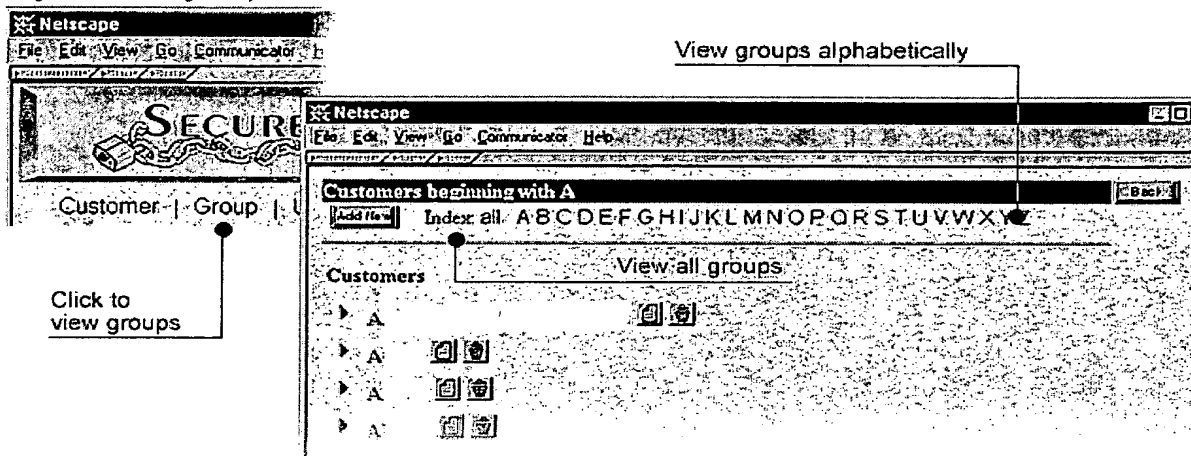 Netscape
File Edit View Go Communicator
SECURE
Customer | Group |
Click to
view groups
View groups alphabetically
Netscape
File Edit View Go Communicator Help
Customers beginning with A
Back
Add New
Index: all A B C D E F G H I J K L M N O P Q R S T U V W X Y Z
View all groups
Customers
A
A
A
A